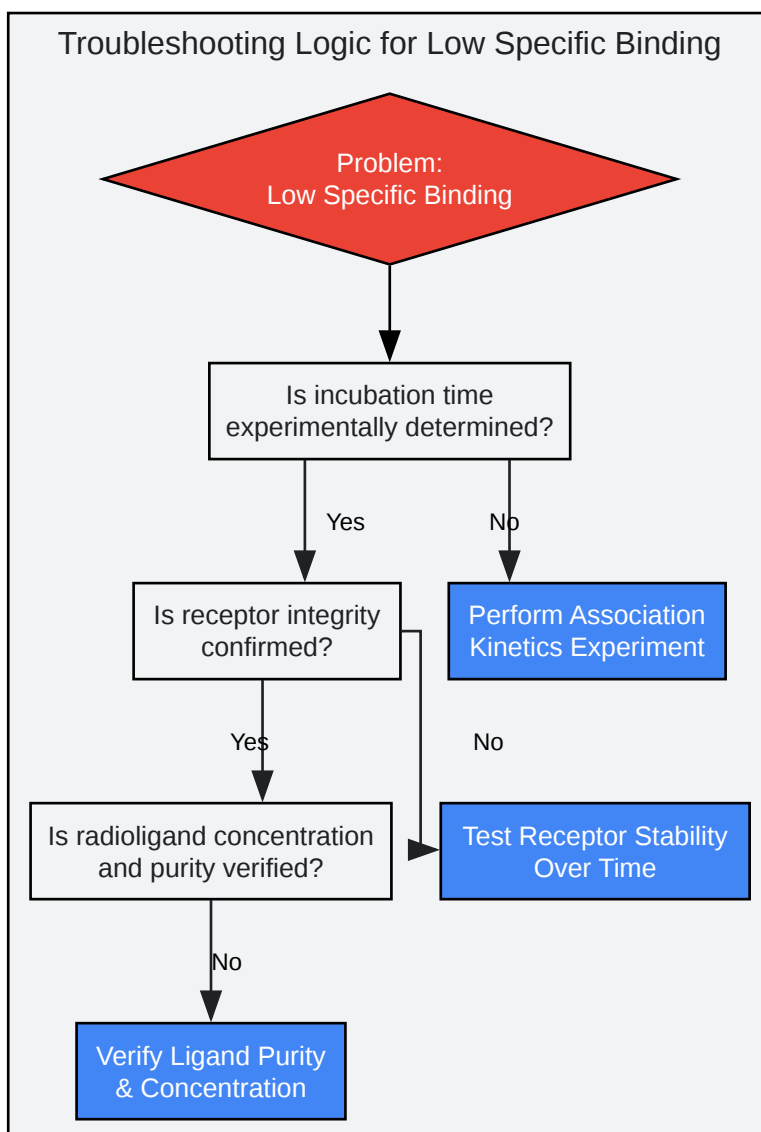 Troubleshooting Logic for Low Specific Binding
Problem:
Low Specific Binding
Is incubation time
experimentally determined?
Yes
No
Is receptor integrity
confirmed?
Perform Association
Kinetics Experiment
Yes
No
Is radioligand concentration
and purity verified?
Test Receptor Stability
Over Time
No
Verify Ligand Purity
& Concentration